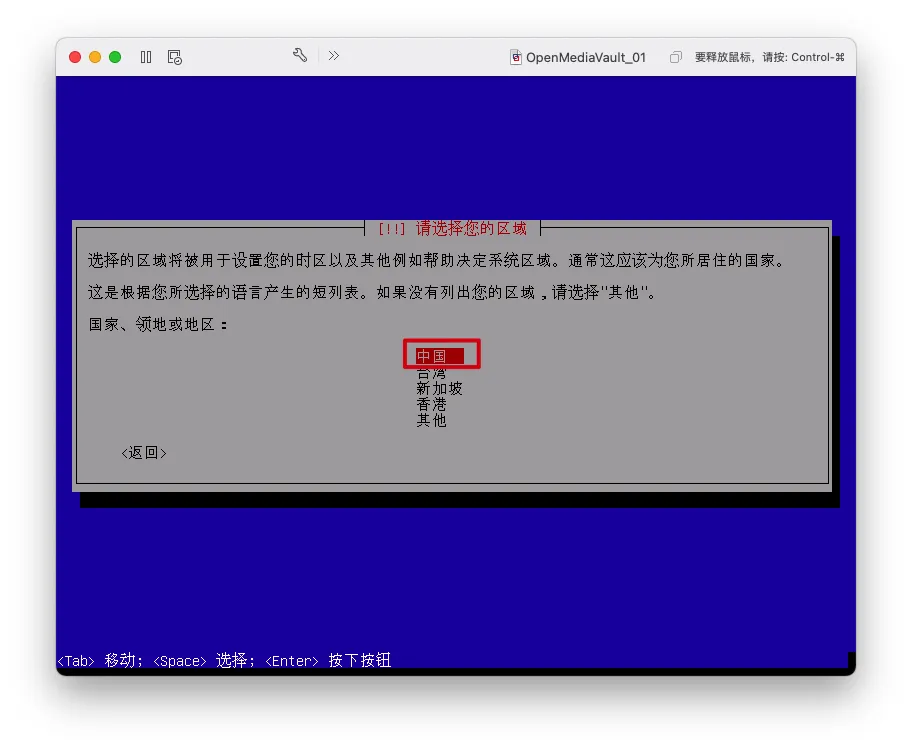 OpenMediaVault_01
要释放鼠标，请按: Control-⌘
[!!] 请选择您的区域
选择的区域将被用于设置您的时区以及其他例如帮助决定系统区域。通常这应该为您所居住的国家。
这是根据您所选择的语言产生的短列表。如果没有列出您的区域，请选择"其他"。
国家、领地或地区：
中国
台湾
新加坡
香港
其他
<返回>
<Tab> 移动; <Space> 选择; <Enter> 按下按钮